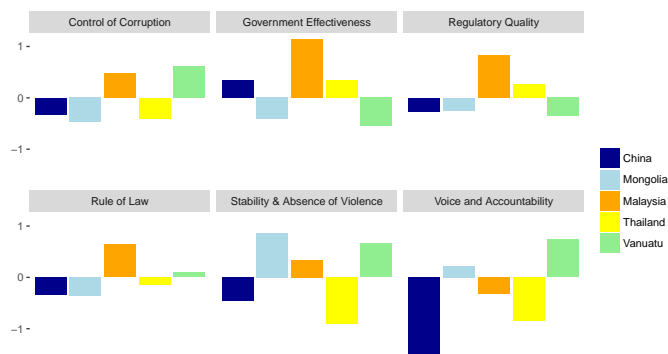 Control of Corruption
Government Effectiveness
Regulatory Quality
1
0
−1
Rule of Law
Stability & Absence of Violence
Voice and Accountability
1
0
−1
China
Mongolia
Malaysia
Thailand
Vanuatu